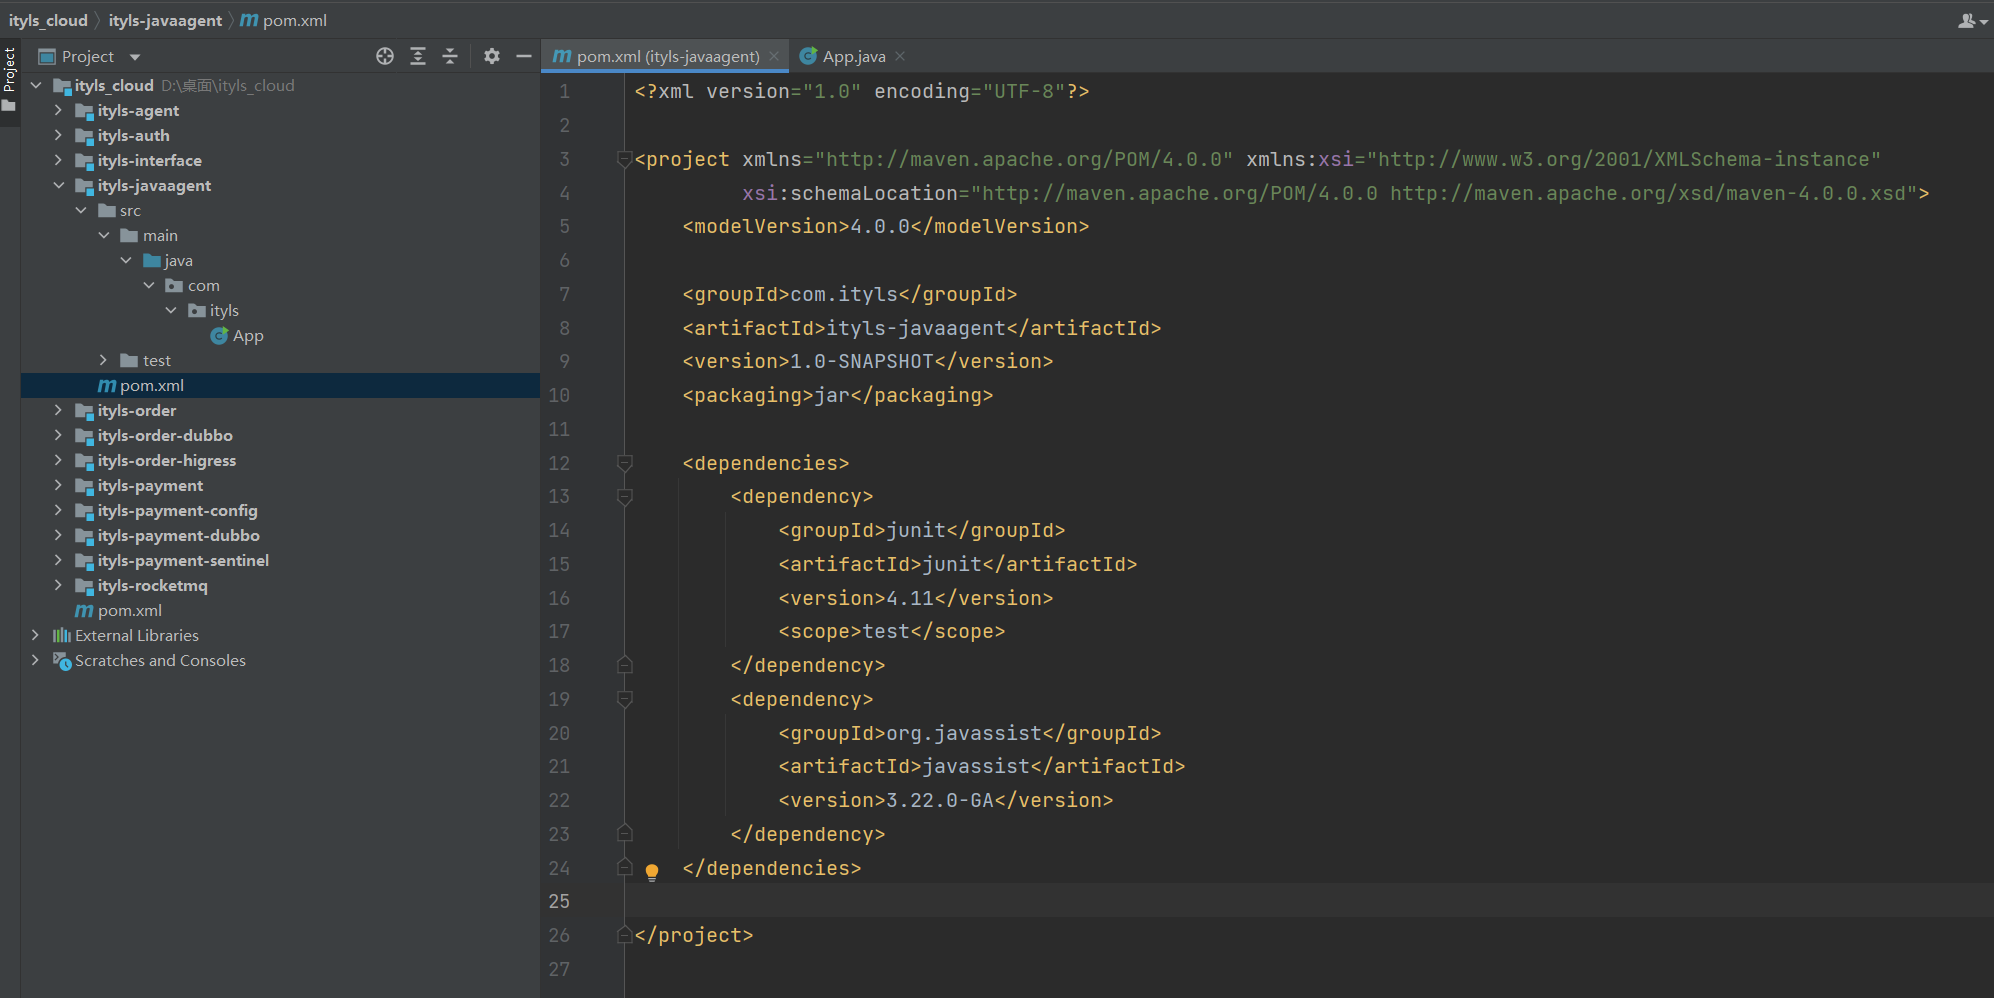 ityls_cloud ityls-javaagent m pom.xml
Project
Project
ityls_cloud D:\桌面\ityls_cloud
ityls-agent
ityls-auth
ityls-interface
ityls-javaagent
src
main
java
com
ityls
App
test
pom.xml
ityls-order
ityls-order-dubbo
ityls-order-higress
ityls-payment
ityls-payment-config
ityls-payment-dubbo
ityls-payment-sentinel
ityls-rocketmq
pom.xml
External Libraries
Scratches and Consoles
pom.xml (ityls-javaagent) App.java
1 <?xml version="1.0" encoding="UTF-8"?>
2
3 <project xmlns="http://maven.apache.org/POM/4.0.0" xmlns:xsi="http://www.w3.org/2001/XMLSchema-instance"
4 xsi:schemaLocation="http://maven.apache.org/POM/4.0.0 http://maven.apache.org/xsd/maven-4.0.0.xsd">
5 <modelVersion>4.0.0</modelVersion>
6
7 <groupId>com.ityls</groupId>
8 <artifactId>ityls-javaagent</artifactId>
9 <version>1.0-SNAPSHOT</version>
10 <packaging>jar</packaging>
11
12 <dependencies>
13 <dependency>
14 <groupId>junit</groupId>
15 <artifactId>junit</artifactId>
16 <version>4.11</version>
17 <scope>test</scope>
18 </dependency>
19 <dependency>
20 <groupId>org.javassist</groupId>
21 <artifactId>javassist</artifactId>
22 <version>3.22.0-GA</version>
23 </dependency>
24 </dependencies>
25
26 </project>
27